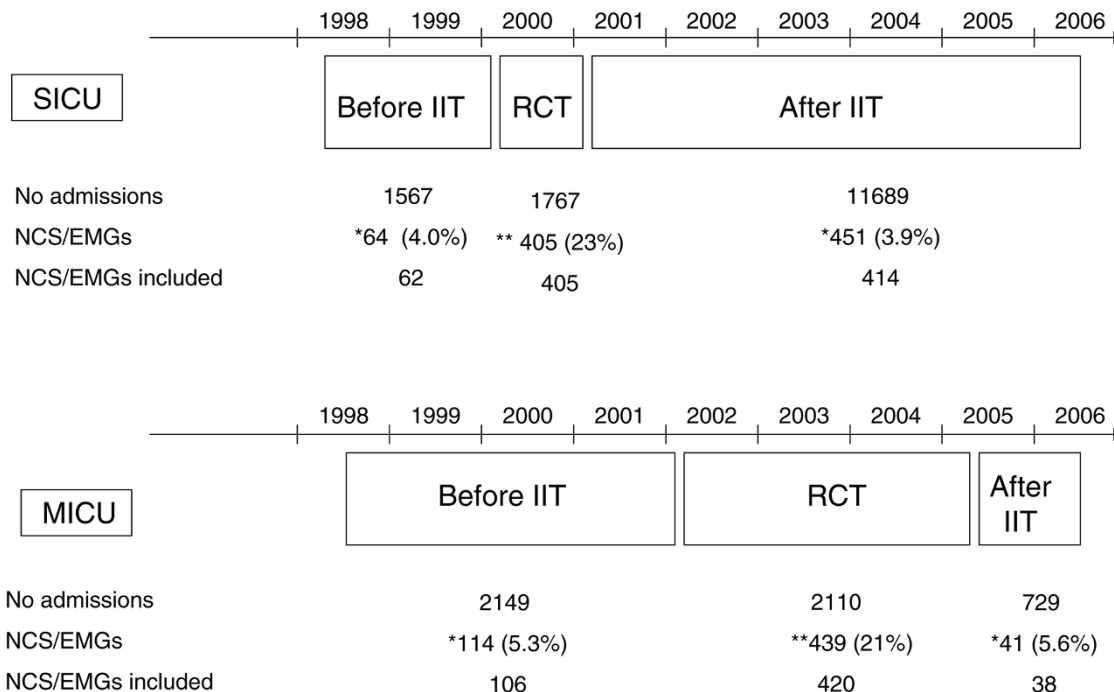 1998 1999 2000 2001 2002 2003 2004 2005 2006
SICU
Before IIT RCT After IIT
No admissions 1567 1767 11689
NCS/EMGs *64 (4.0%) ** 405 (23%) *451 (3.9%)
NCS/EMGs included 62 405 414
1998 1999 2000 2001 2002 2003 2004 2005 2006
MICU
Before IIT RCT After
IIT
No admissions 2149 2110 729
NCS/EMGs *114 (5.3%) **439 (21%) *41 (5.6%)
NCS/EMGs included 106 420 38